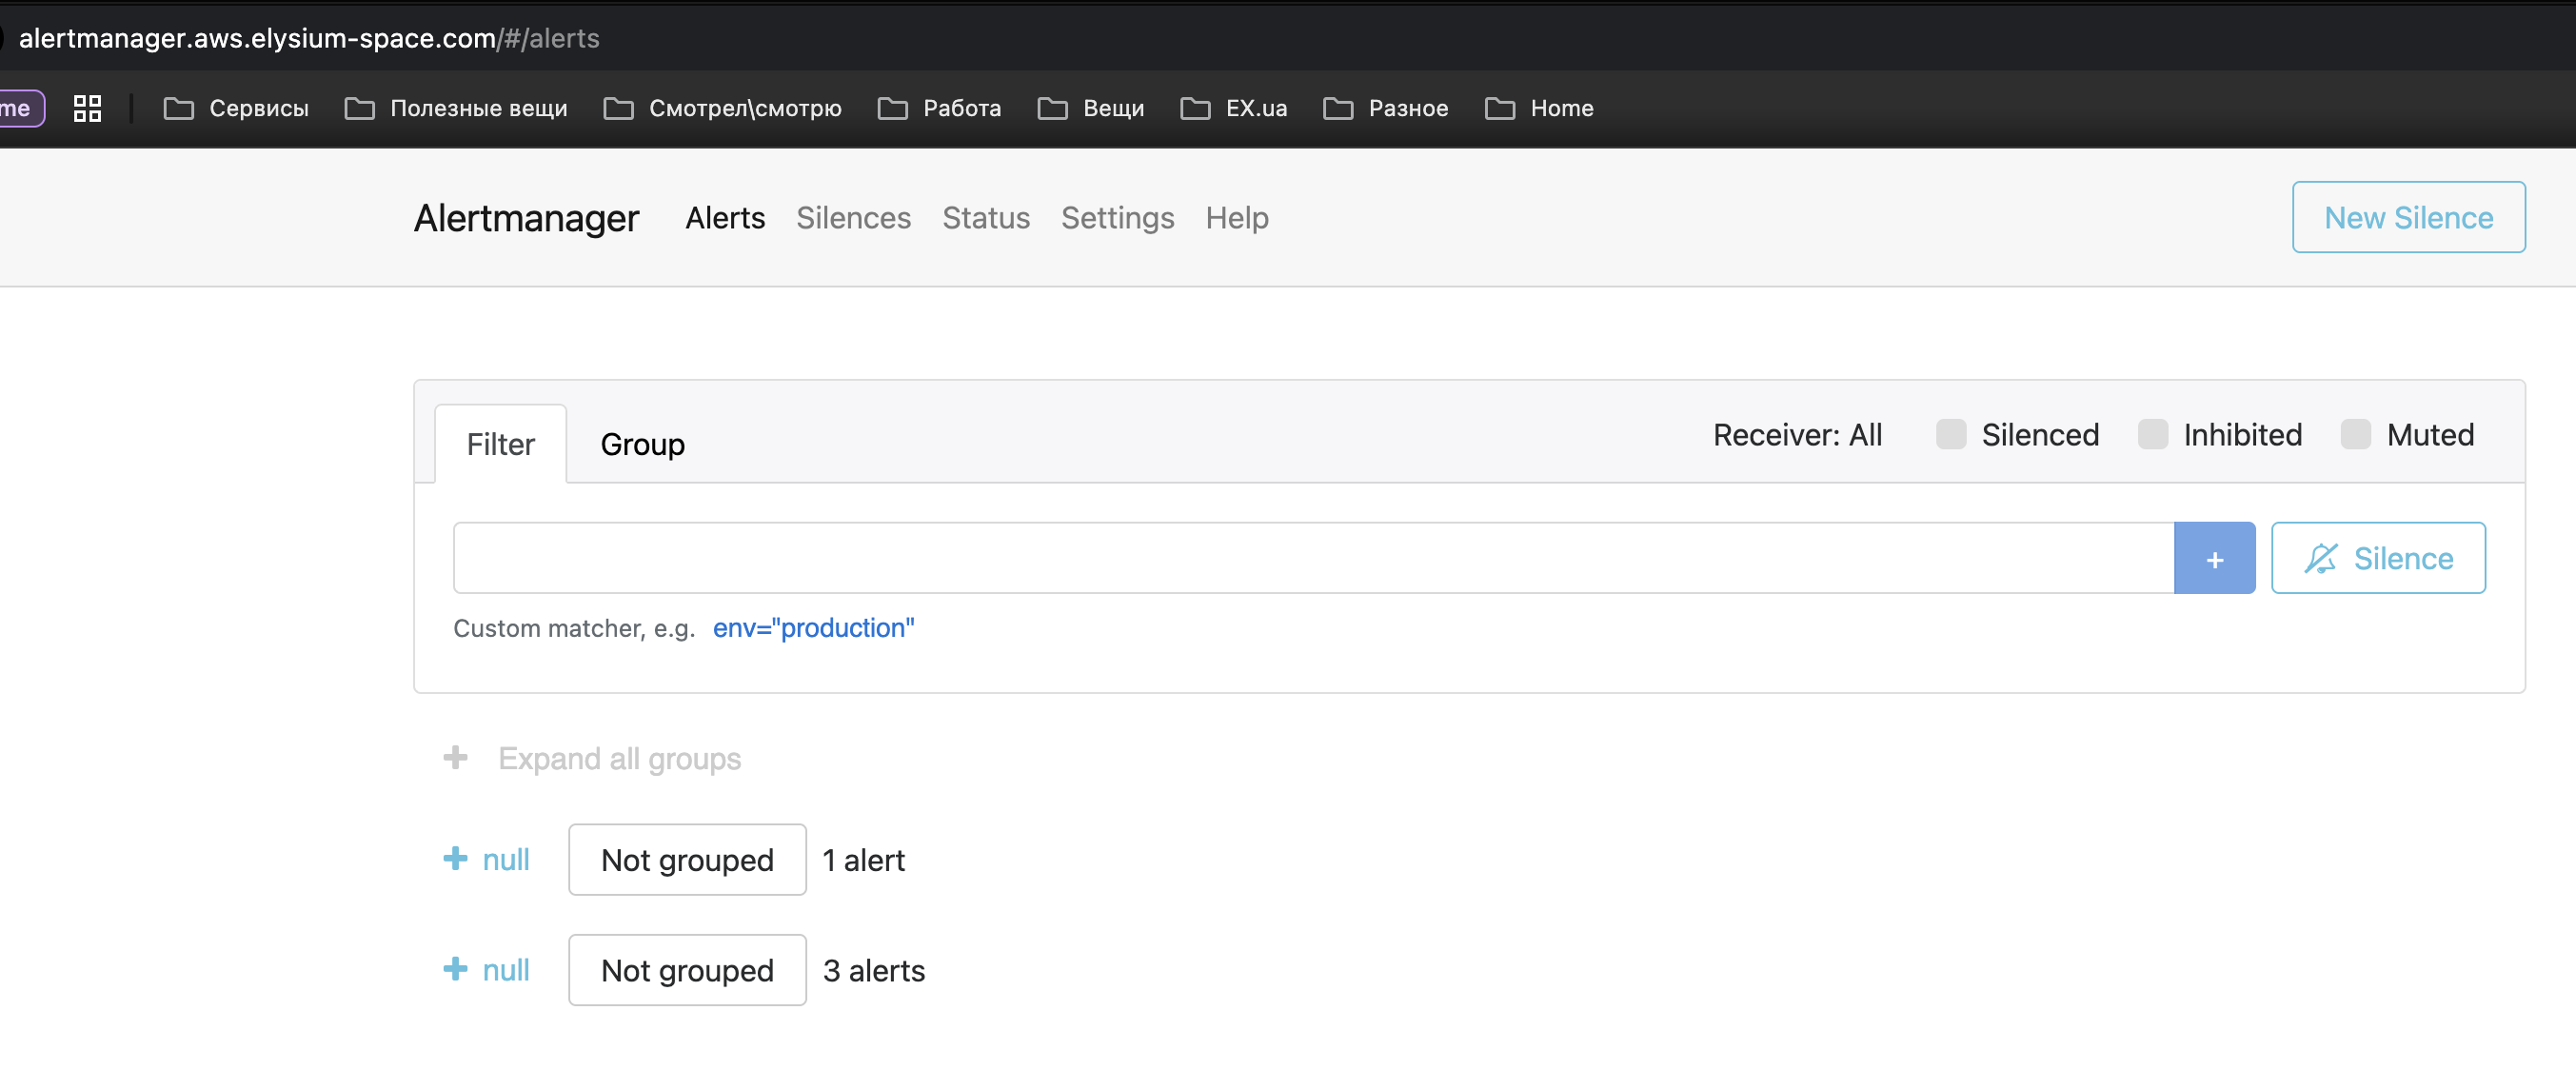 alertmanager.aws.elysium-space.com/#/alerts
me Сервисы Полезные вещи Смотрел\смотрю Работа Вещи EX.ua Разное Home
Alertmanager Alerts Silences Status Settings Help New Silence
Filter Group Receiver: All Silenced Inhibited Muted
+ Silence
Custom matcher, e.g. env="production"
+ Expand all groups
+ null Not grouped 1 alert
+ null Not grouped 3 alerts